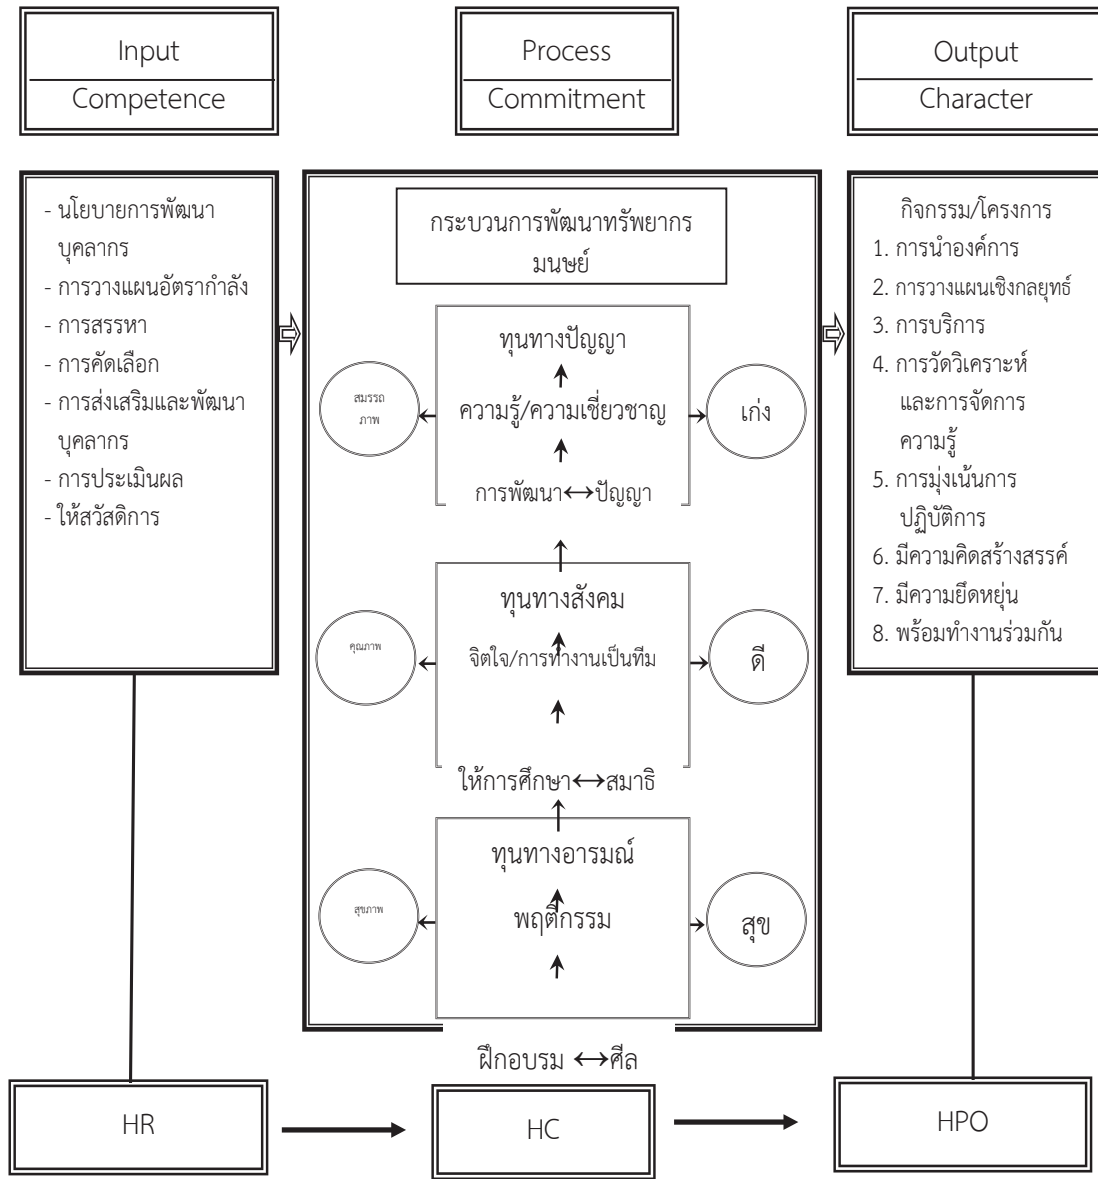 Input
Competence
Process
Commitment
Output
Character
- นโยบายการพัฒนา
บุคลากร
- การวางแผนอัตรากำลัง
- การสรรหา
- การคัดเลือก
- การส่งเสริมและพัฒนา
บุคลากร
- การประเมินผล
- ให้สวัสดิการ
กระบวนการพัฒนาทรัพยากร
มนษย์
ทุนทางปัญญา
สมรรถ
ภาพ
ความรู้/ความเชี่ยวชาญ
เก่ง
การพัฒนา↔ปัญญา
ทุนทางสังคม
คุณภาพ
จิตใจ/การทำงานเป็นทีม
ดี
ให้การศึกษา↔สมาธิ
ทุนทางอารมณ์
สุขภาพ
พฤติกรรม
สุข
ฝึกอบรม ↔ศีล
กิจกรรม/โครงการ
1. การนำองค์การ
2. การวางแผนเชิงกลยุทธ์
3. การบริการ
4. การวัดวิเคราะห์
และการจัดการ
ความรู้
5. การมุ่งเน้นการ
ปฏิบัติการ
6. มีความคิดสร้างสรรค์
7. มีความยืดหยุ่น
8. พร้อมทำงานร่วมกัน
HR
HC
HPO